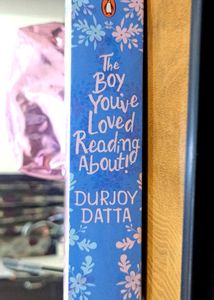 The
Boy
You've
Loved
Reading
About!
DURJOY
DATTA